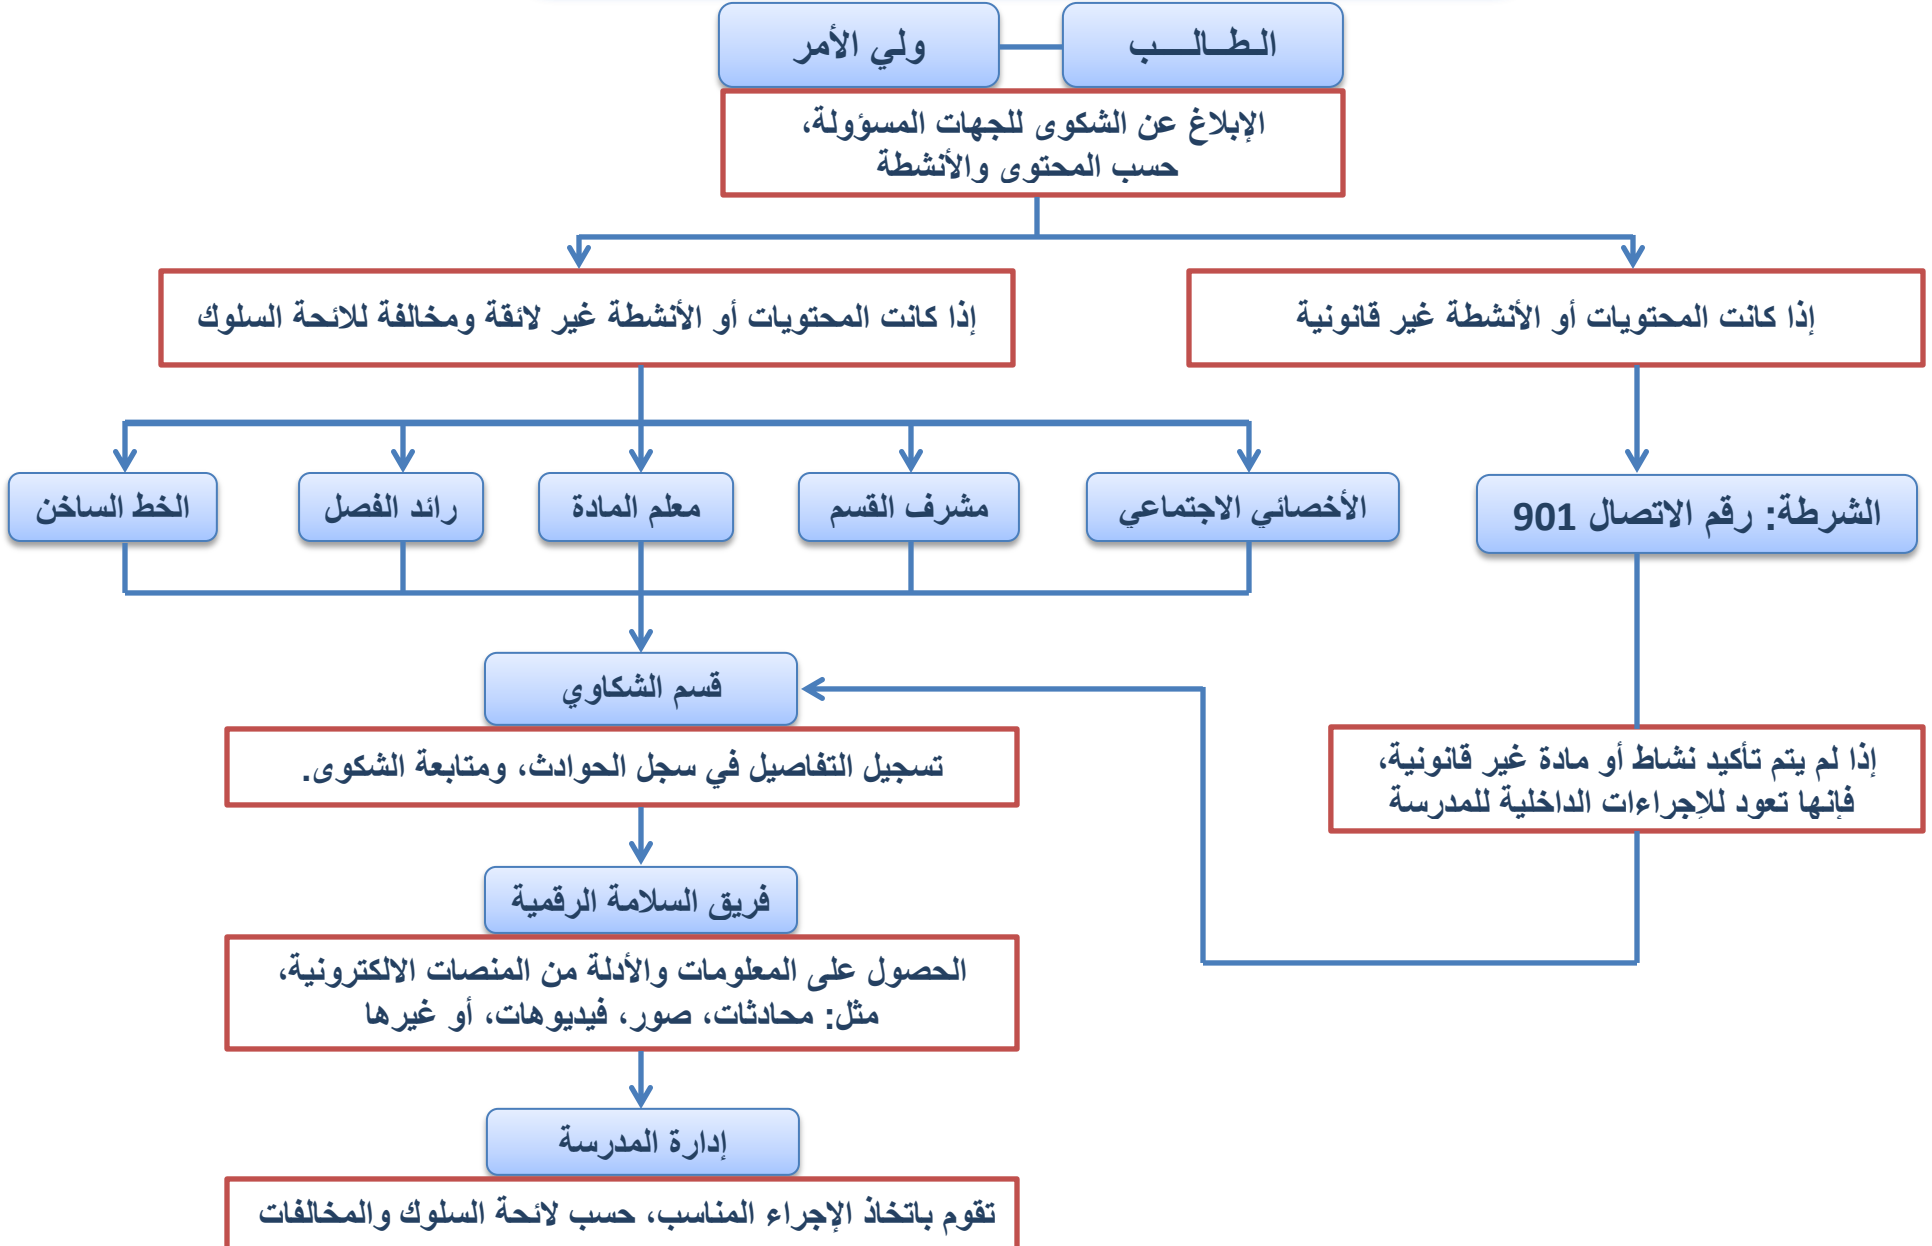 الـطــالــــب
ولي الأمر
الإبلاغ عن الشكوى للجهات المسؤولة،
حسب المحتوى والأنشطة
إذا كانت المحتويات أو الأنشطة غير قانونية
إذا كانت المحتويات أو الأنشطة غير لائقة ومخالفة للائحة السلوك
الشرطة: رقم الاتصال 901
الأخصائي الاجتماعي
مشرف القسم
معلم المادة
رائد الفصل
الخط الساخن
قسم الشكاوي
تسجيل التفاصيل في سجل الحوادث، ومتابعة الشكوى.
إذا لم يتم تأكيد نشاط أو مادة غير قانونية،
فإنها تعود للإجراءات الداخلية للمدرسة
فريق السلامة الرقمية
الحصول على المعلومات والأدلة من المنصات الالكترونية،
مثل: محادثات، صور، فيديوهات، أو غيرها
إدارة المدرسة
تقوم باتخاذ الإجراء المناسب، حسب لائحة السلوك والمخالفات